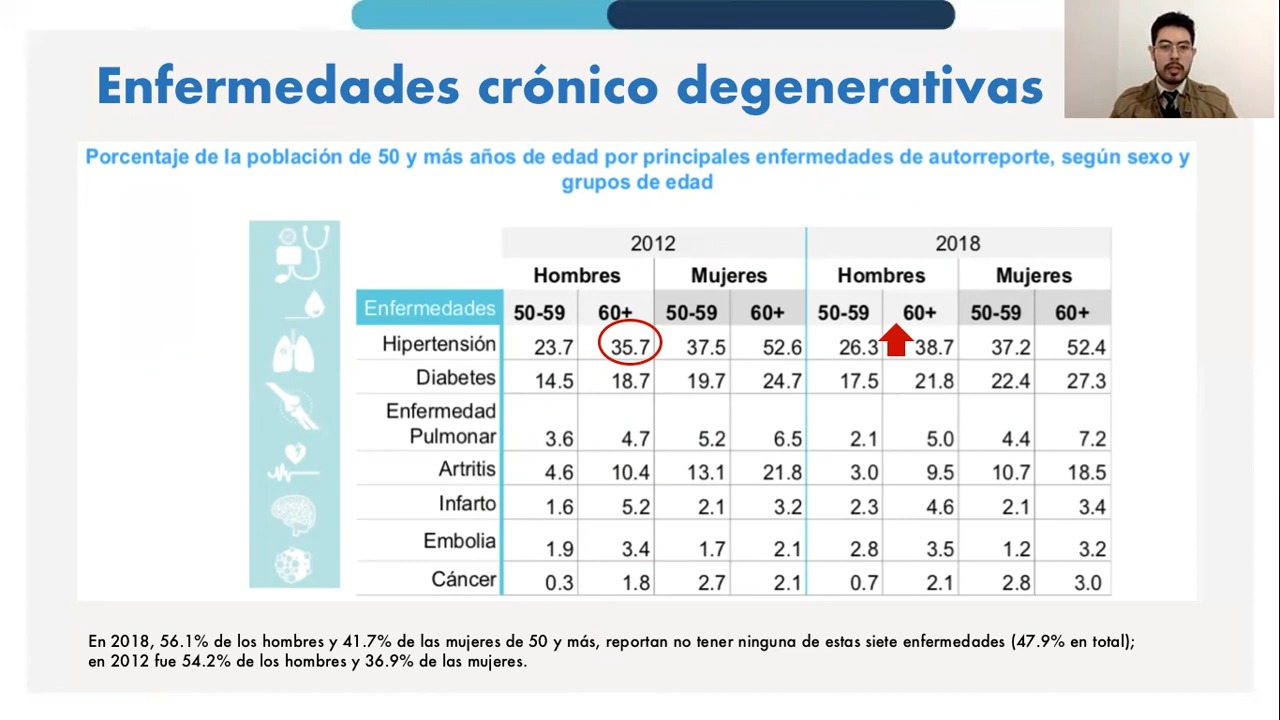 Enfermedades crónico degenerativas
Porcentaje de la población de 50 y más años de edad por principales enfermedades de autorreporte, según sexo y
grupos de edad
2012 2018
Hombres Mujeres Hombres Mujeres
Enfermedades 50-59 60+ 50-59 60+ 50-59 60+ 50-59 60+
Hipertensión 23.7 35.7 37.5 52.6 26.3 38.7 37.2 52.4
Diabetes 14.5 18.7 19.7 24.7 17.5 21.8 22.4 27.3
Enfermedad
Pulmonar 3.6 4.7 5.2 6.5 2.1 5.0 4.4 7.2
Artritis 4.6 10.4 13.1 21.8 3.0 9.5 10.7 18.5
Infarto 1.6 5.2 2.1 3.2 2.3 4.6 2.1 3.4
Embolia 1.9 3.4 1.7 2.1 2.8 3.5 1.2 3.2
Cáncer 0.3 1.8 2.7 2.1 0.7 2.1 2.8 3.0
En 2018, 56.1% de los hombres y 41.7% de las mujeres de 50 y más, reportan no tener ninguna de estas siete enfermedades (47.9% en total);
en 2012 fue 54.2% de los hombres y 36.9% de las mujeres.